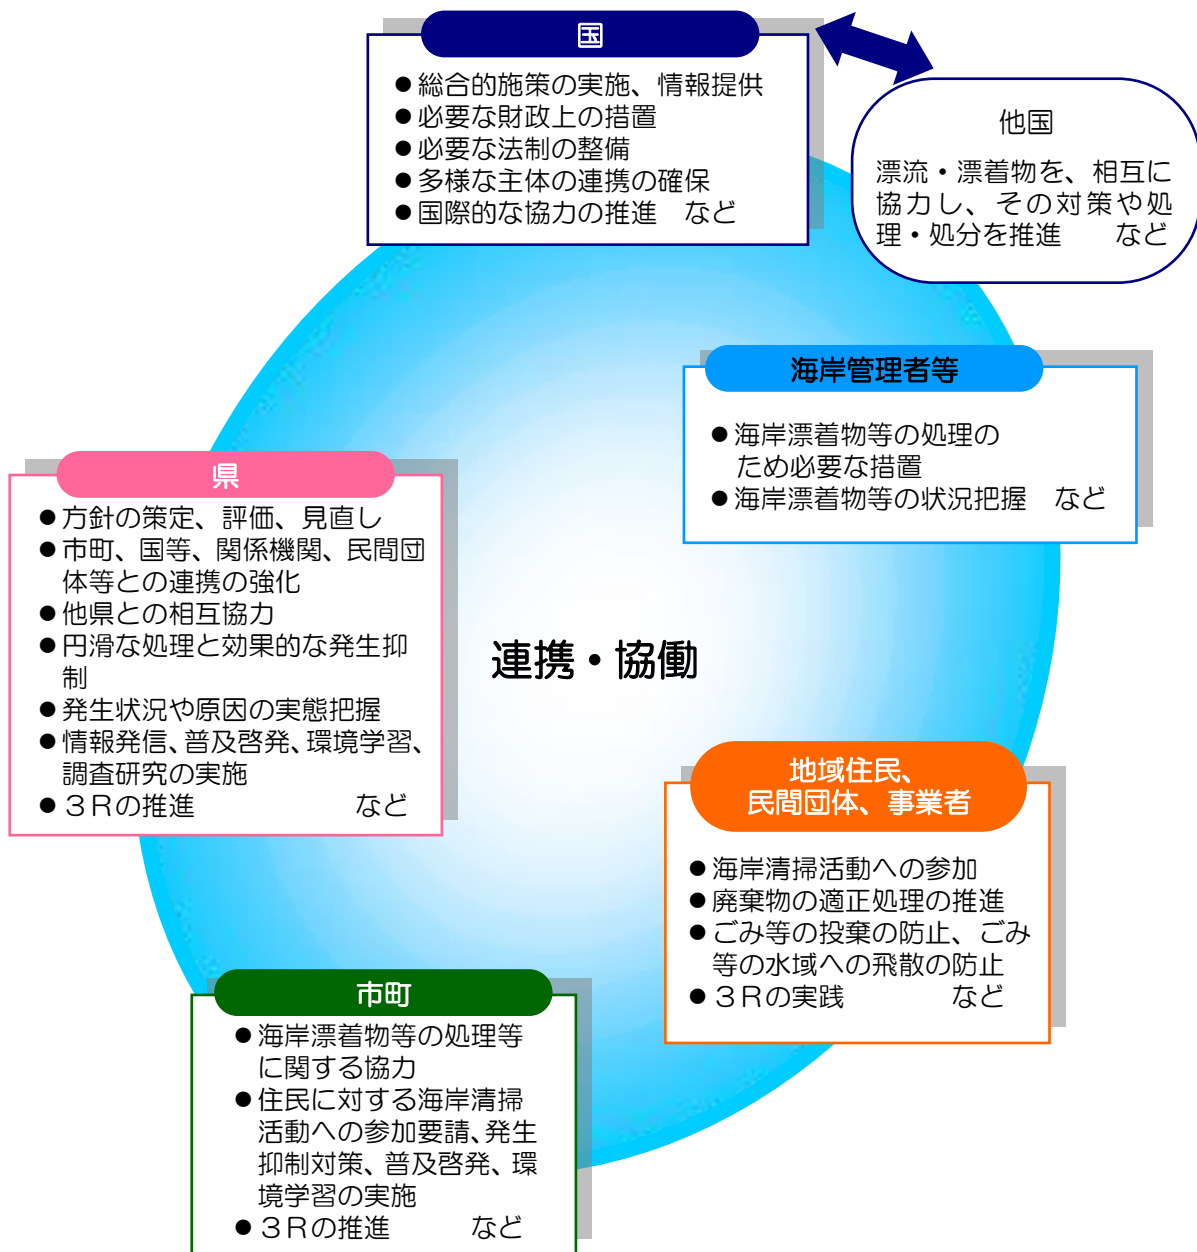 国
●総合的施策の実施、情報提供
●必要な財政上の措置
●必要な法制の整備
●多様な主体の連携の確保
●国際的な協力の推進　など
他国
漂流・漂着物を、相互に
協力し、その対策や処
理・処分を推進　　など
海岸管理者等
●海岸漂着物等の処理の
ため必要な措置
●海岸漂着物等の状況把握　など
県
●方針の策定、評価、見直し
●市町、国等、関係機関、民間団
体等との連携の強化
●他県との相互協力
●円滑な処理と効果的な発生抑
制
●発生状況や原因の実態把握
●情報発信、普及啓発、環境学習、
調査研究の実施
●３Ｒの推進　　　　　　など
連携・協働
地域住民、
民間団体、事業者
●海岸清掃活動への参加
●廃棄物の適正処理の推進
●ごみ等の投棄の防止、ごみ
等の水域への飛散の防止
●３Ｒの実践　　　　など
市町
●海岸漂着物等の処理等
に関する協力
●住民に対する海岸清掃
活動への参加要請、発生
抑制対策、普及啓発、環
境学習の実施
●３Ｒの推進　　　など